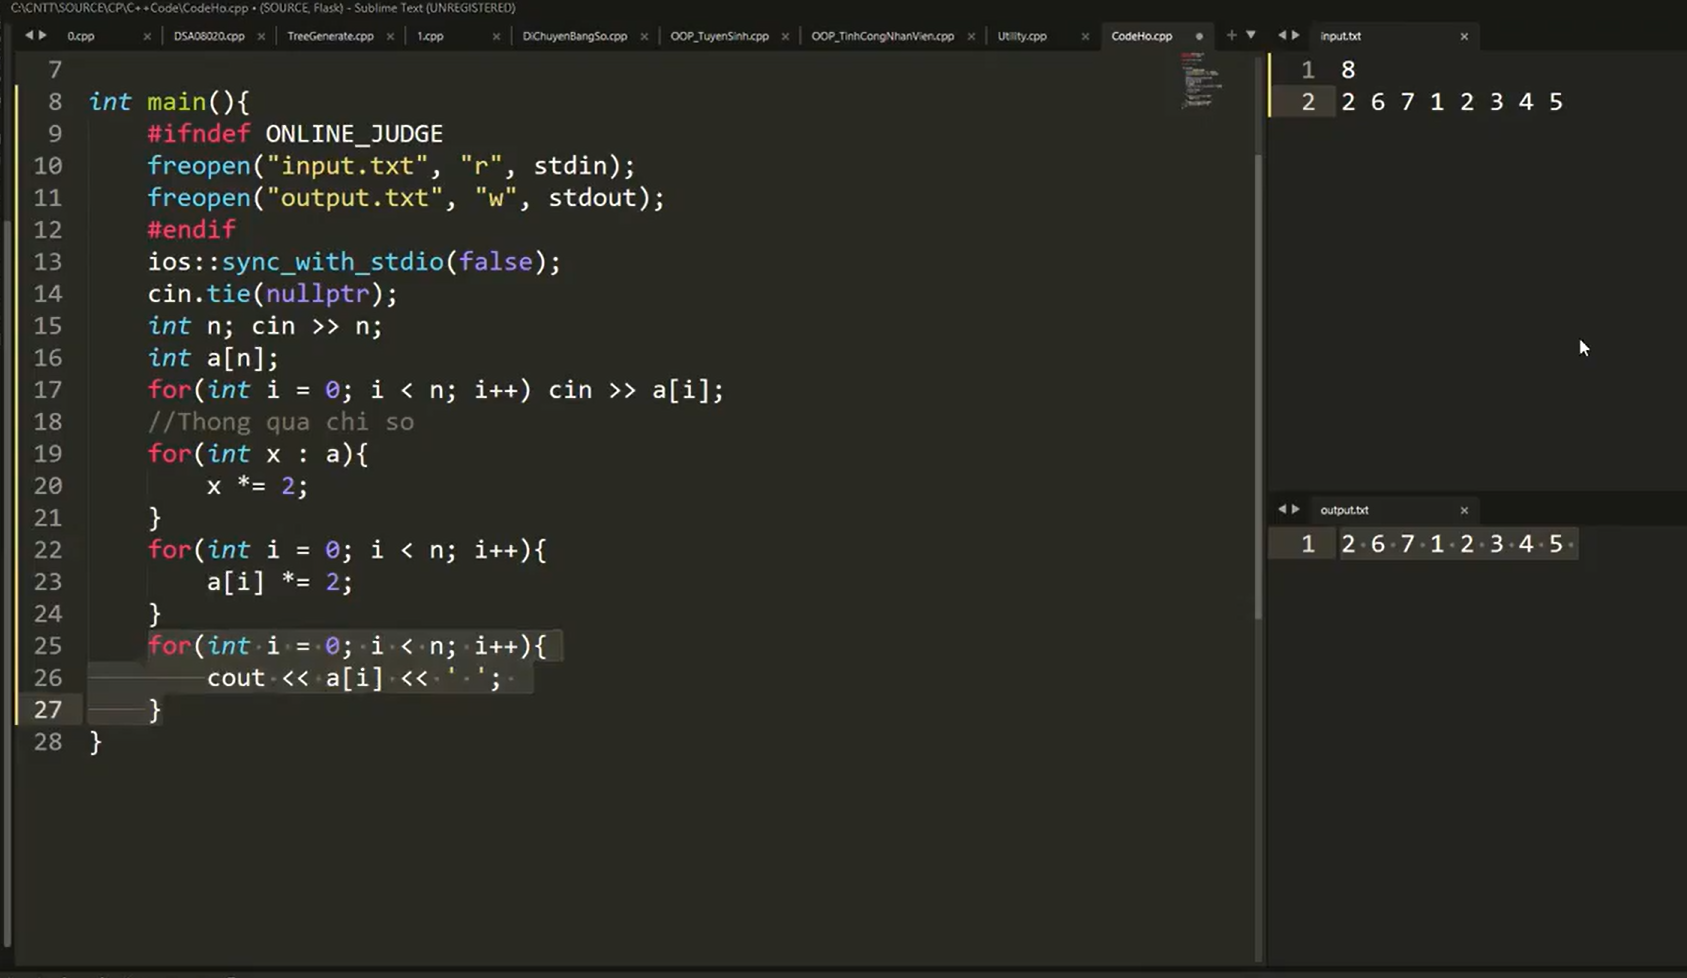 C:\CNTT\SOURCE\CP\C++Code\CodeHo.cpp • (SOURCE, Flask) - Sublime Text (UNREGISTERED)
0.cpp × DSA08020.cpp × TreeGenerate.cpp × 1.cpp × DiChuyenBangSo.cpp × OOP_TuyenSinh.cpp × OOP_TinhCongNhanVien.cpp × Utility.cpp × CodeHo.cpp
7
8 int main(){
9 #ifndef ONLINE_JUDGE
10 freopen("input.txt", "r", stdin);
11 freopen("output.txt", "w", stdout);
12 #endif
13 ios::sync_with_stdio(false);
14 cin.tie(nullptr);
15 int n; cin >> n;
16 int a[n];
17 for(int i = 0; i < n; i++) cin >> a[i];
18 //Thong qua chi so
19 for(int x : a){
20 x *= 2;
21 }
22 for(int i = 0; i < n; i++){
23 a[i] *= 2;
24 }
25 for(int i = 0; i < n; i++){
26 cout << a[i] << ' ';
27 }
28 }
input.txt ×
1 8
2 2 6 7 1 2 3 4 5
output.txt ×
1 2 6 7 1 2 3 4 5